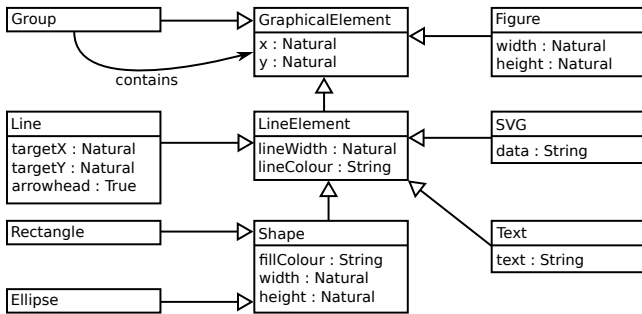 Group
GraphicalElement
x : Natural
y : Natural
Figure
width : Natural
height : Natural
contains
Line
targetX : Natural
targetY : Natural
arrowhead : True
LineElement
lineWidth : Natural
lineColour : String
SVG
data : String
Rectangle
Shape
fillColour : String
width : Natural
height : Natural
Text
text : String
Ellipse